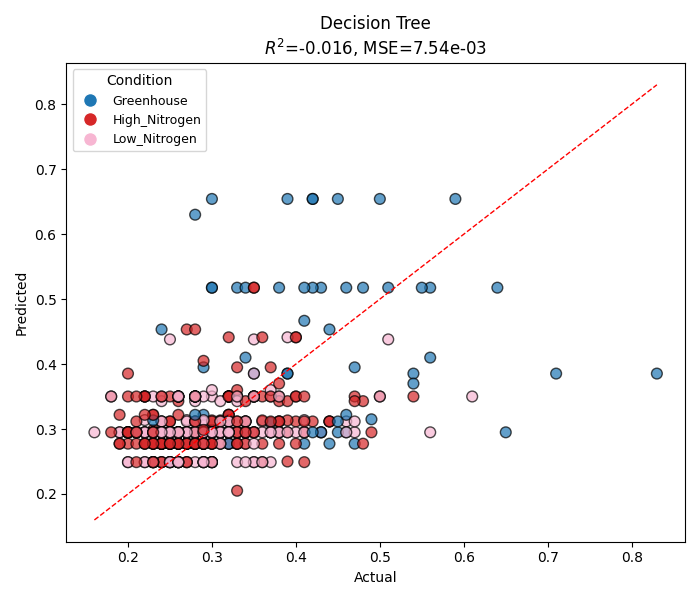 Decision Tree
R²=-0.016, MSE=7.54e-03
Condition
Greenhouse
High_Nitrogen
Low_Nitrogen
0.8
0.7
0.6
0.5
0.4
0.3
0.2
Predicted
0.2 0.3 0.4 0.5 0.6 0.7 0.8
Actual